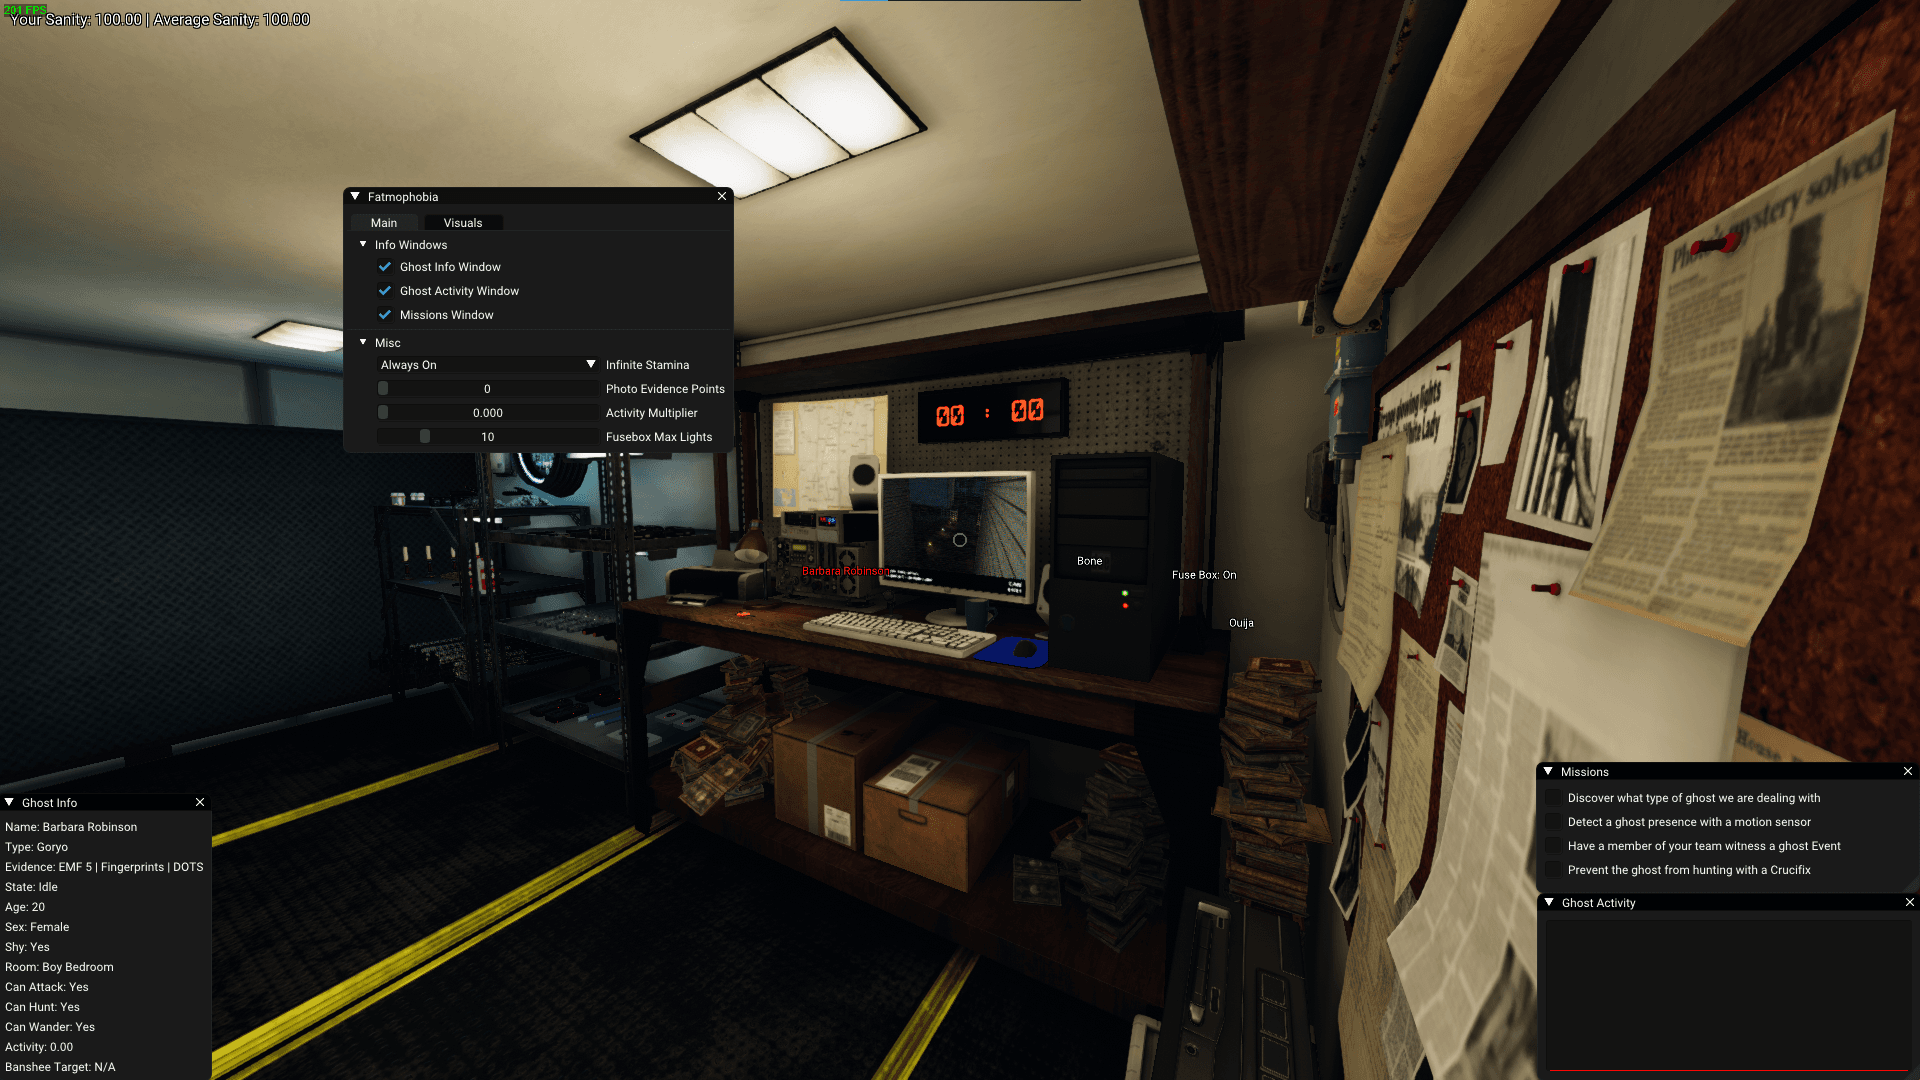 201 FPS
Your Sanity: 100.00 | Average Sanity: 100.00
Fatmophobia
Main
Visuals
Info Windows
Ghost Info Window
Ghost Activity Window
Missions Window
Misc
Always On
Infinite Stamina
0
Photo Evidence Points
0.000
Activity Multiplier
10
Fusebox Max Lights
00 : 00
mystery solved
Barbara Robinson
Bone
Fuse Box: On
Ouija
Ghost Info
Name: Barbara Robinson
Type: Goryo
Evidence: EMF 5 | Fingerprints | DOTS
State: Idle
Age: 20
Sex: Female
Shy: Yes
Room: Boy Bedroom
Can Attack: Yes
Can Hunt: Yes
Can Wander: Yes
Activity: 0.00
Banshee Target: N/A
Missions
Discover what type of ghost we are dealing with
Detect a ghost presence with a motion sensor
Have a member of your team witness a ghost Event
Prevent the ghost from hunting with a Crucifix
Ghost Activity